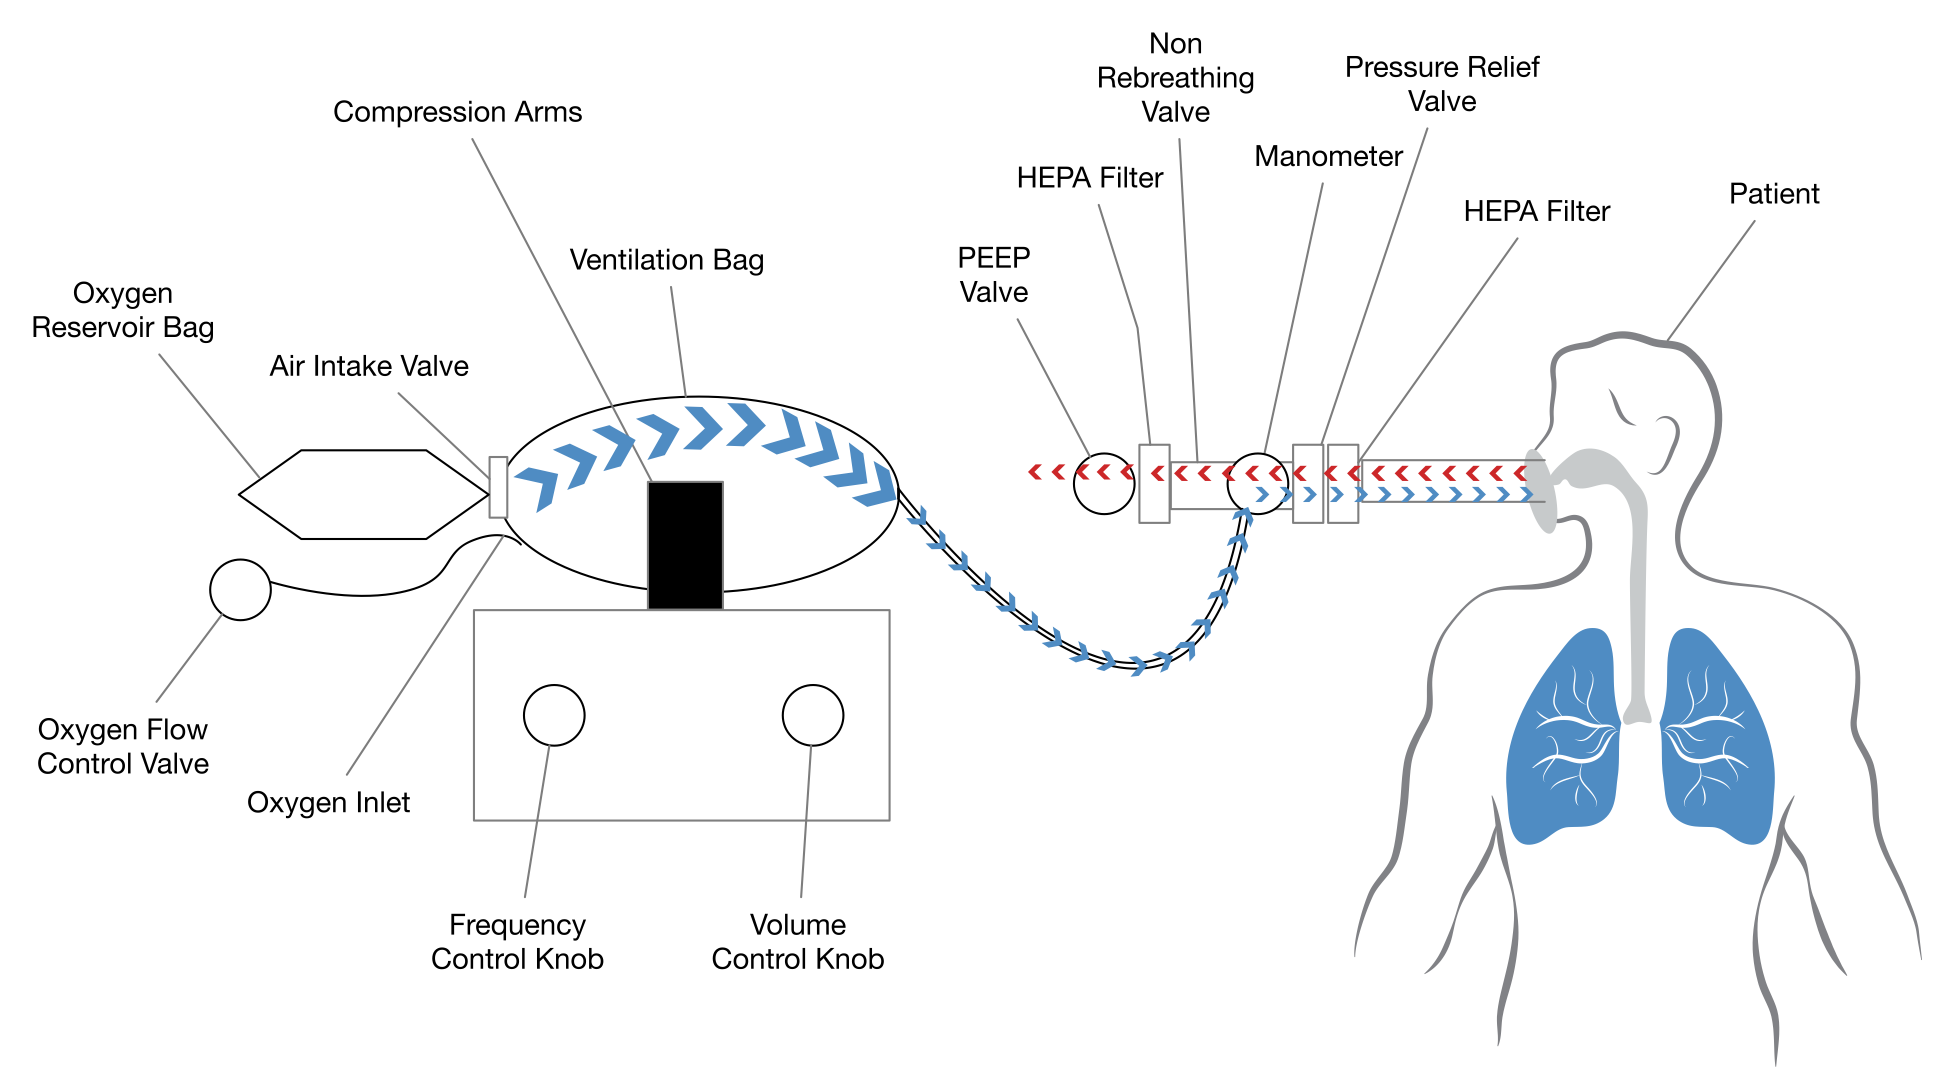 Non
Rebreathing
Valve
Pressure Relief
Valve
Compression Arms
Manometer
HEPA Filter
Patient
HEPA Filter
Ventilation Bag
PEEP
Valve
Oxygen
Reservoir Bag
Air Intake Valve
Oxygen Flow
Control Valve
Oxygen Inlet
Frequency
Control Knob
Volume
Control Knob